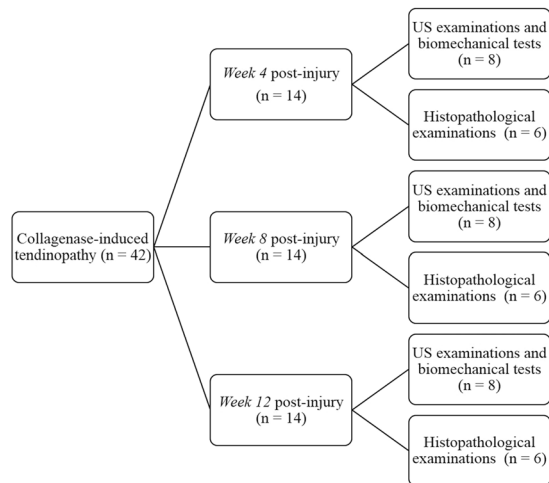 Collagenase-induced
tendinopathy (n = 42)
Week 4 post-injury
(n = 14)
US examinations and
biomechanical tests
(n = 8)
Histopathological
examinations (n = 6)
Week 8 post-injury
(n = 14)
US examinations and
biomechanical tests
(n = 8)
Histopathological
examinations (n = 6)
Week 12 post-injury
(n = 14)
US examinations and
biomechanical tests
(n = 8)
Histopathological
examinations (n = 6)